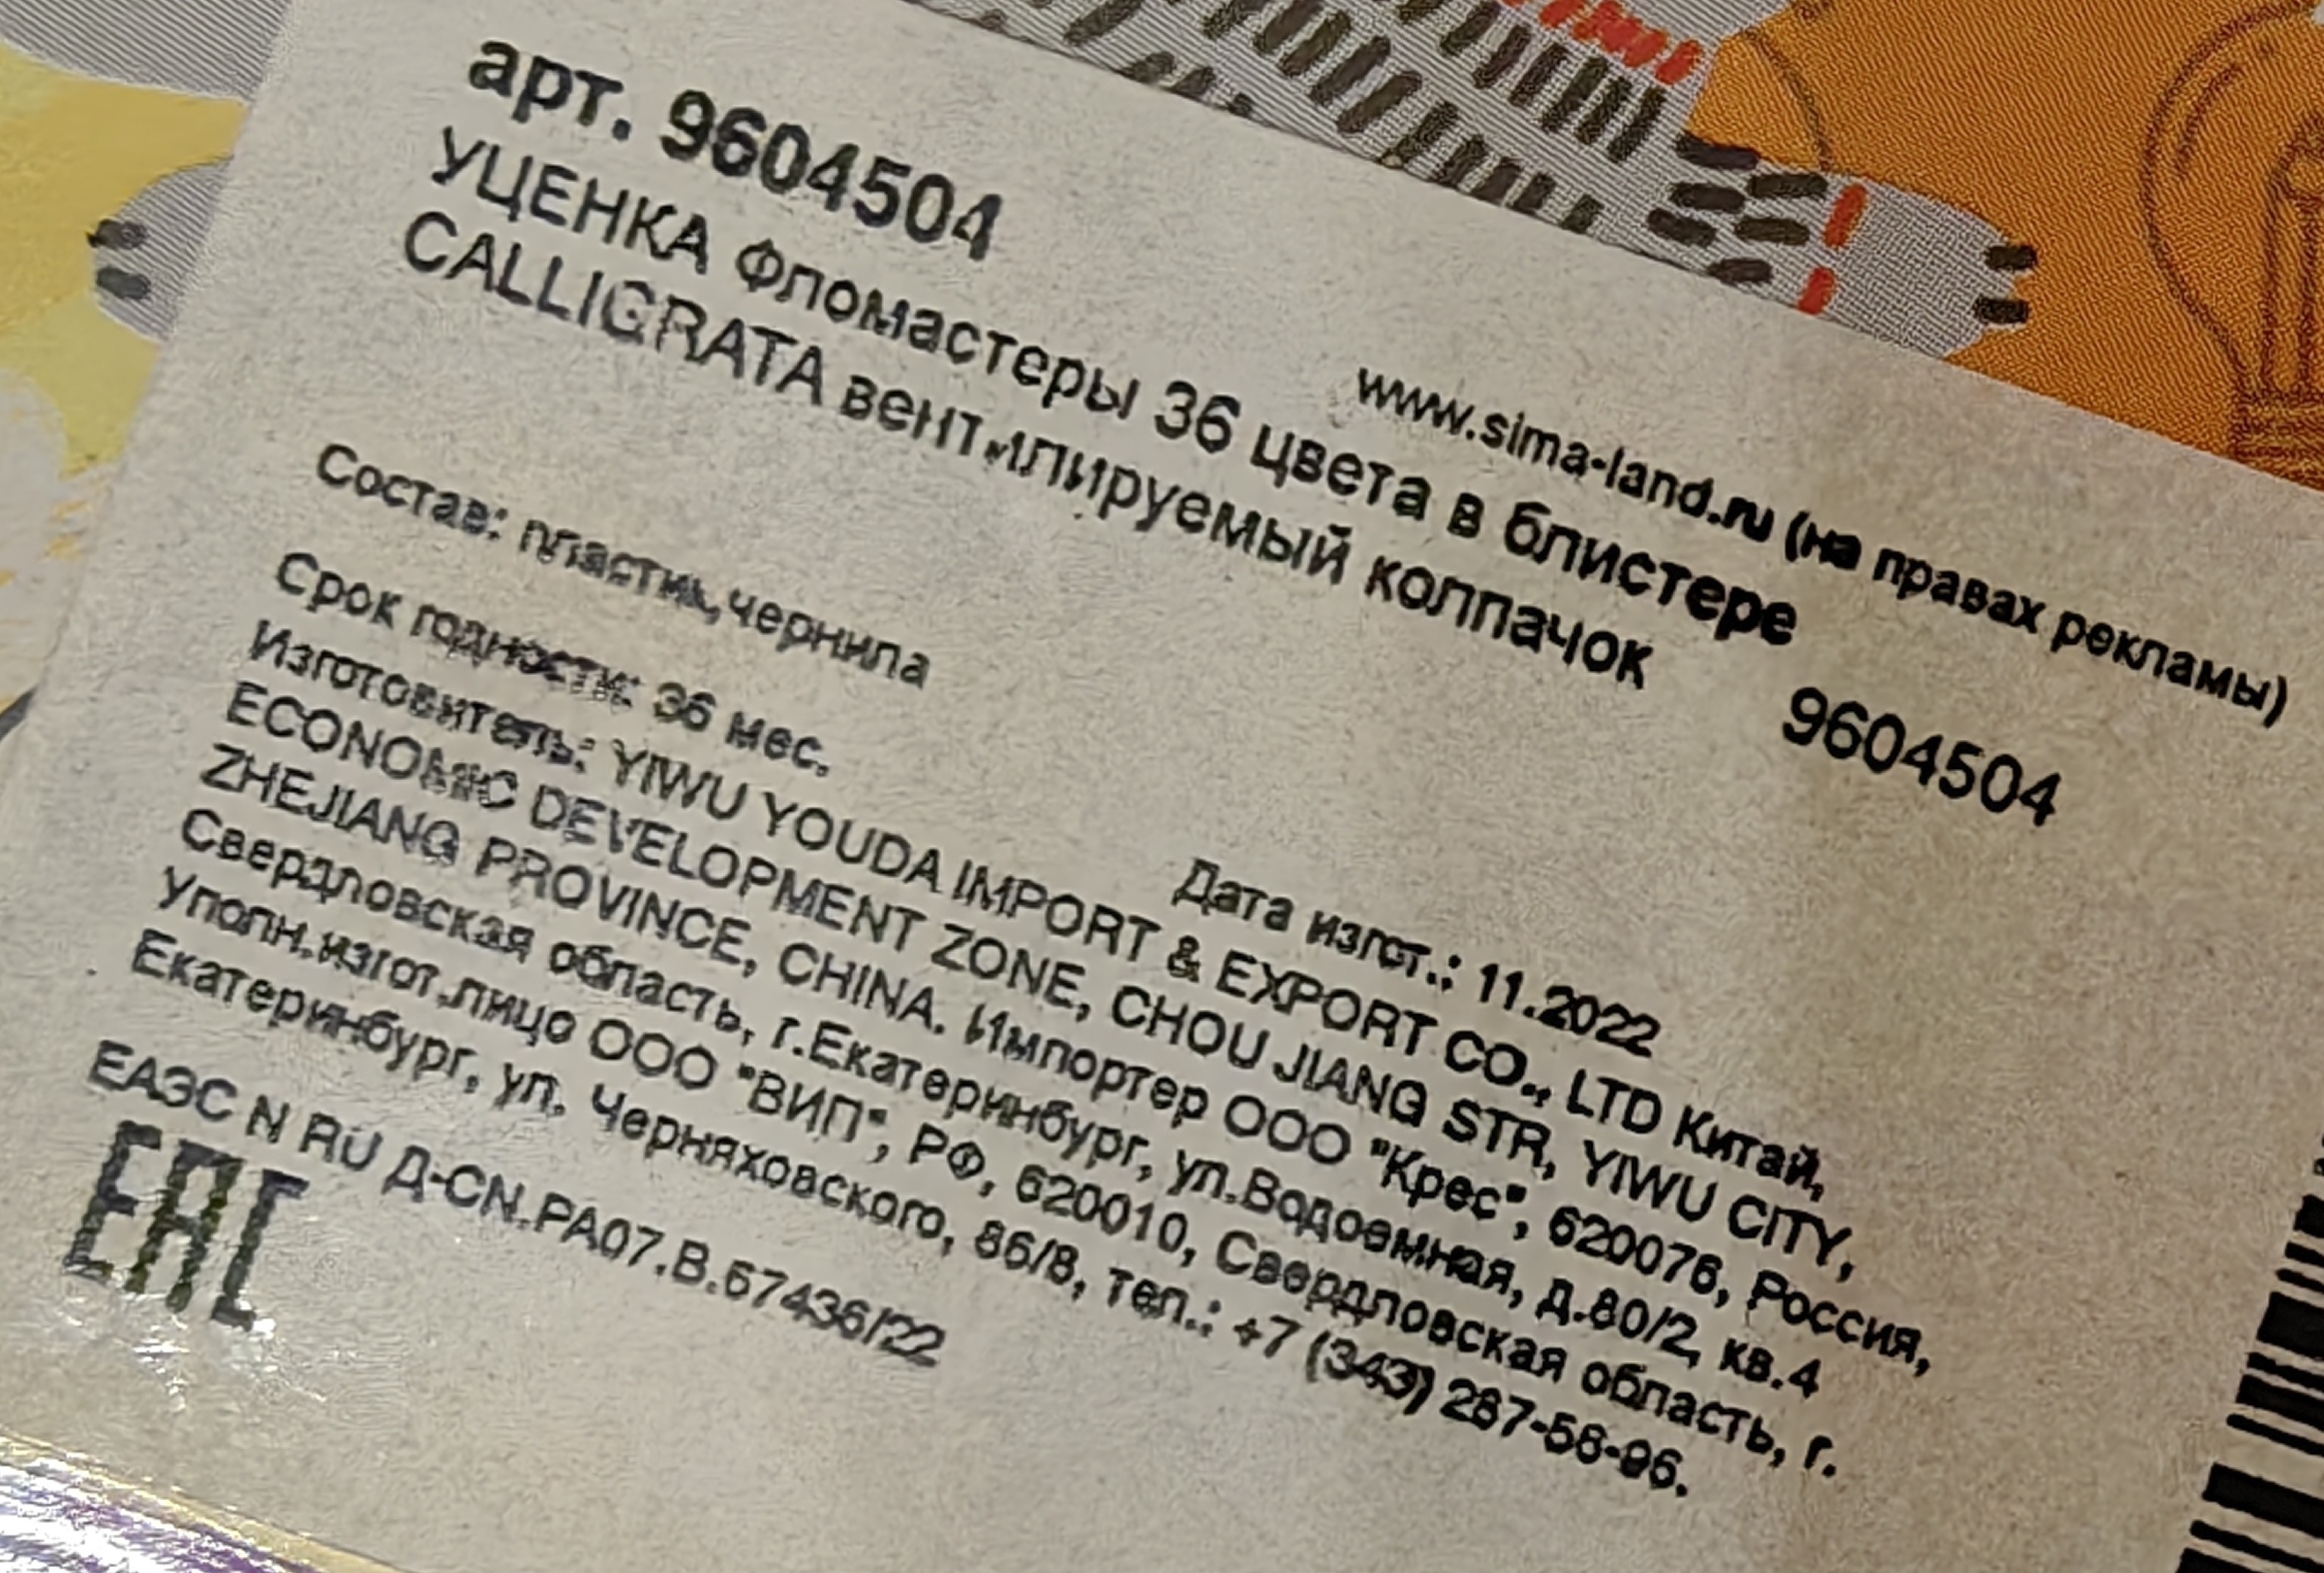 арт. 9604504
www.sima-land.ru (на правах рекламы)
УЦЕНКА Фломастеры 36 цвета в блистере
CALLIGRATA вентилируемый колпачок
9604504
Состав: пластик,чернила
Срок годности: 36 мес.
Дата изгот.: 11.2022
Изготовитель: YIWU YOUDA IMPORT & EXPORT CO., LTD Китай,
ECONOMIC DEVELOPMENT ZONE, CHOU JIANG STR, YIWU CITY,
ZHEJIANG PROVINCE, CHINA. Импортер ООО "Крес", 620076, Россия,
Свердловская область, г.Екатеринбург, ул.Водоемная, д.80/2, кв.4
Уполн.изгот.лицо ООО "ВИП", РФ, 620010, Свердловская область, г.
Екатеринбург, ул. Черняховского, 86/8, тел.: +7 (343) 287-56-96.
ЕАЭС N RU Д-CN.РА07.В.67436/22
ЕАС